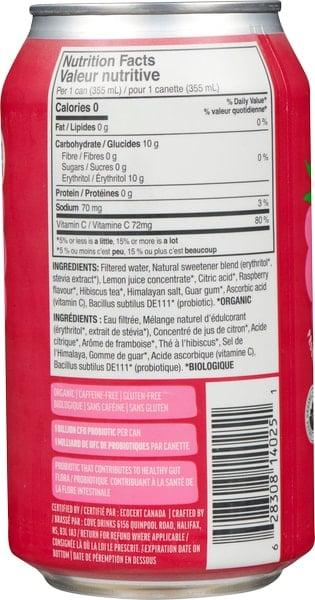 Nutrition Facts
Valeur nutritive
Per 1 can (355 mL) / pour 1 canette (355 mL)
Calories 0
% Daily Value*
% valeur quotidienne*
Fat / Lipides 0 g 0 %
Carbohydrate / Glucides 10 g
Fibre / Fibres 0 g 0 %
Sugars / Sucres 0 g
Erythritol / Érythritol 10 g
Protein / Protéines 0 g
Sodium 70 mg 3 %
Vitamin C / Vitamine C 72mg 80 %
*5% or less is a little, 15% or more is a lot
*5 % ou moins c'est peu, 15 % ou plus c'est beaucoup
INGREDIENTS: Filtered water, Natural sweetener blend (erythritol*,
stevia extract*), Lemon juice concentrate*, Citric acid*, Raspberry
flavour*, Hibiscus tea*, Himalayan salt, Guar gum*, Ascorbic acid
(vitamin C), Bacillus subtilus DE111* (probiotic). *ORGANIC
INGRÉDIENTS : Eau filtrée, Mélange naturel d'édulcorant
(érythritol*, extrait de stévia*), Concentré de jus de citron*, Acide
citrique*, Arôme de framboise*, Thé à l'hibiscus*, Sel de
l'Himalaya, Gomme de guar*, Acide ascorbique (vitamine C),
Bacillus subtilus DE111* (probiotique). *BIOLOGIQUE
ORGANIC | CAFFEINE-FREE | GLUTEN-FREE
BIOLOGIQUE | SANS CAFÉINE | SANS GLUTEN
1 BILLION CFU PROBIOTIC PER CAN
1 MILLIARD DE UFC DE PROBIOTIQUES PAR CANETTE
PROBIOTIC THAT CONTRIBUTES TO HEALTHY GUT
FLORA / PROBIOTIQUE CONTRIBUANT À LA SANTÉ DE
LA FLORE INTESTINALE
CERTIFIED BY / CERTIFIÉ PAR : ECOCERT CANADA | CRAFTED BY
/ BRASSÉ PAR : COVE DRINKS 6156 QUINPOOL ROAD, HALIFAX,
NS, B3L 1A3 / RETURN FOR REFUND WHERE APPLICABLE /
CONSIGNÉE LÀ OÙ LA LOI LE PRESCRIT. / EXPIRATION DATE ON
BOTTOM | DATE DE PÉREMPTION EN DESSOUS
6 28308 14025 1